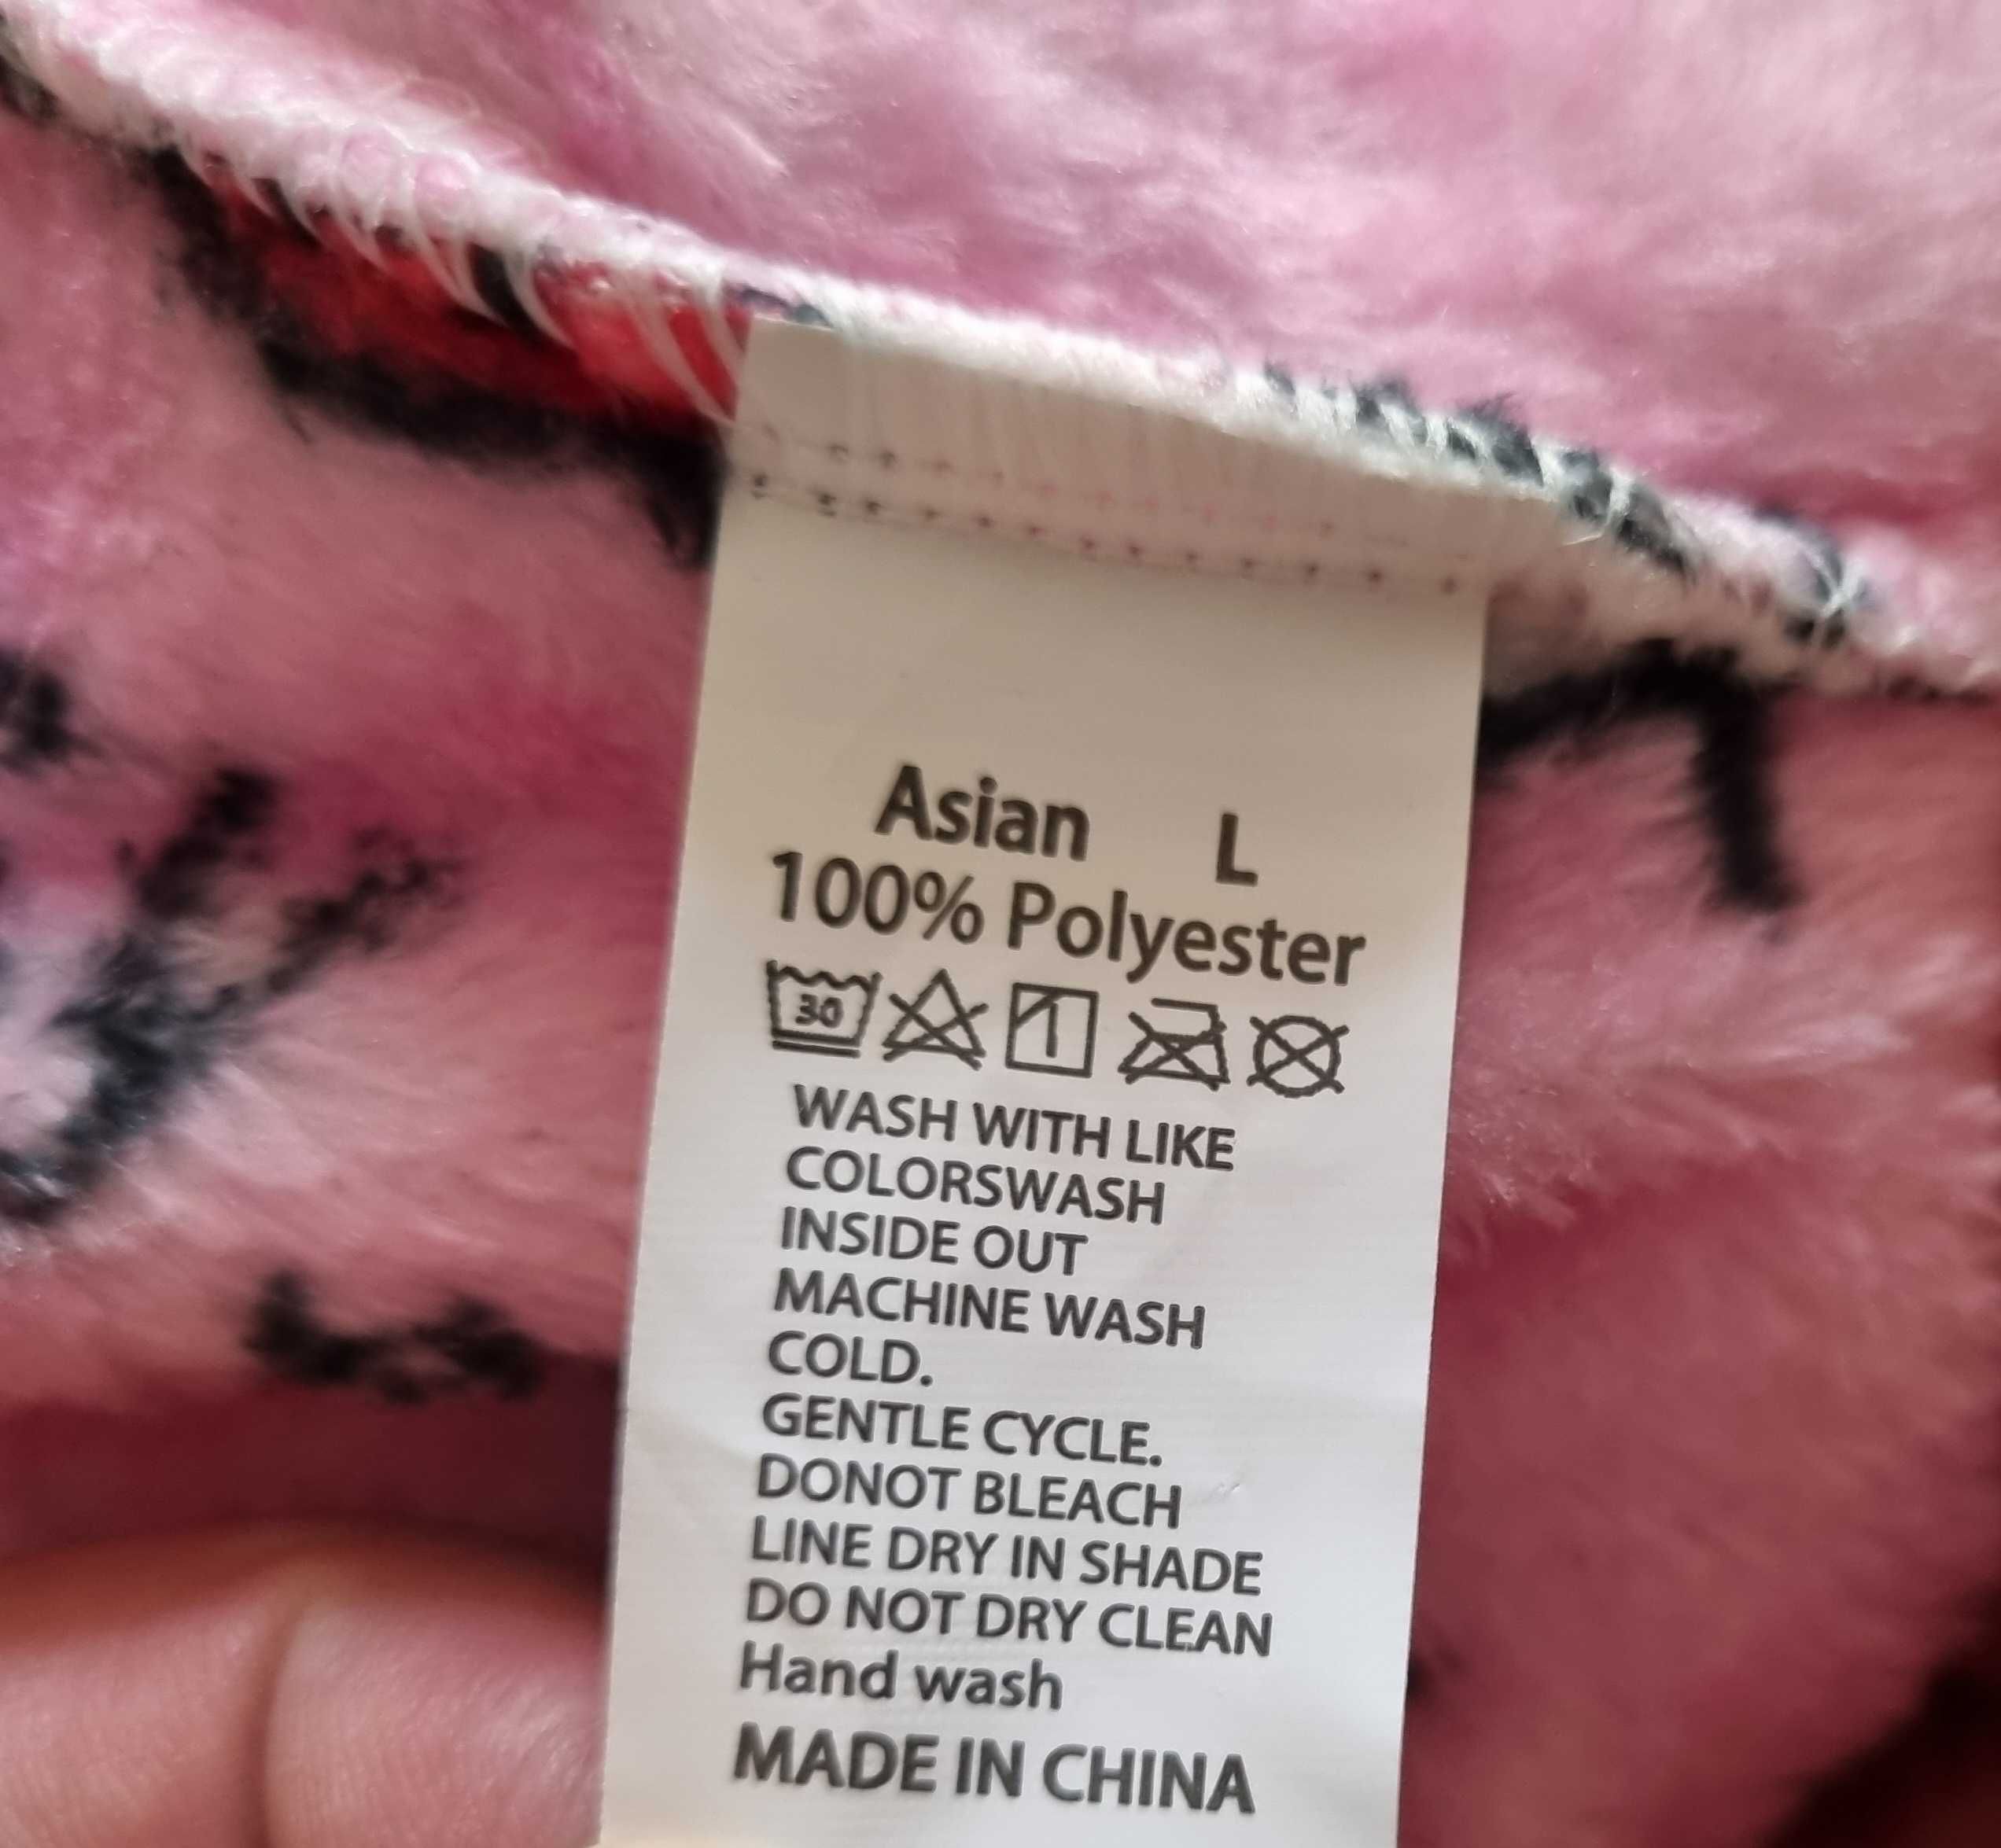 Asian L
100% Polyester
30
WASH WITH LIKE
COLORSWASH
INSIDE OUT
MACHINE WASH
COLD.
GENTLE CYCLE.
DONOT BLEACH
LINE DRY IN SHADE
DO NOT DRY CLEAN
Hand wash
MADE IN CHINA